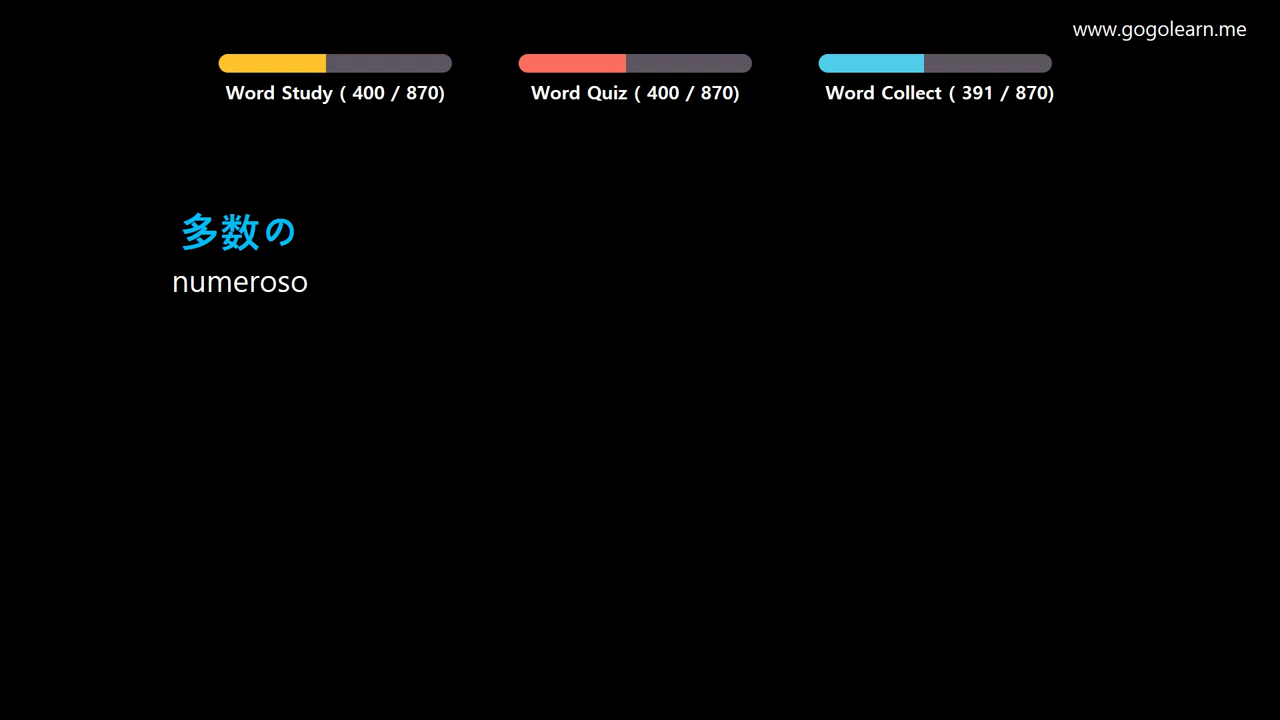 www.gogolearn.me
Word Study ( 400 / 870)
Word Quiz ( 400 / 870)
Word Collect ( 391 / 870)
多数の
numeroso